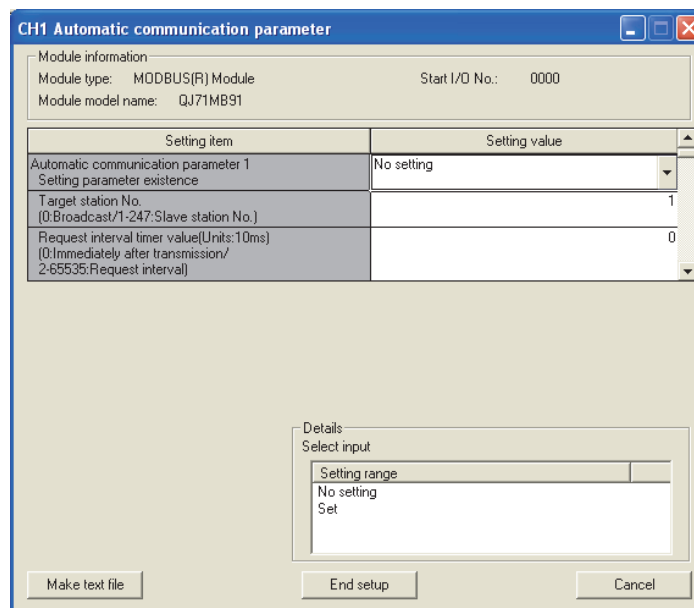 CH1 Automatic communication parameter
Module information
Module type: MODBUS(R) Module Start I/O No.: 0000
Module model name: QJ71MB91
Setting item Setting value
Automatic communication parameter 1
Setting parameter existence No setting
Target station No.
(0:Broadcast/1-247:Slave station No.) 1
Request interval timer value(Units:10ms) 0
(0:Immediately after transmission/
2-65535:Request interval)
Details
Select input
Setting range
No setting
Set
Make text file End setup Cancel